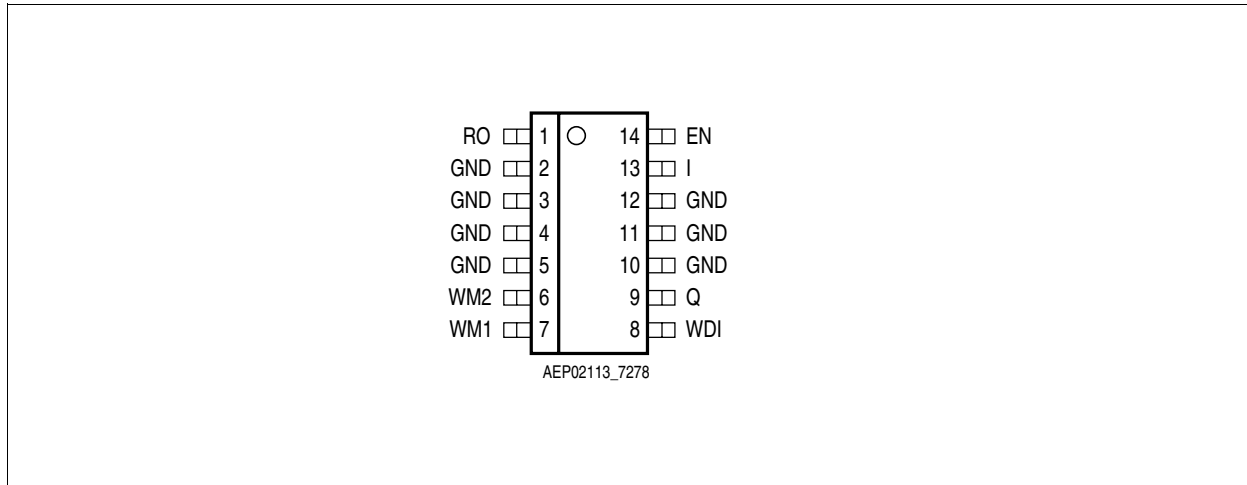 RO 1 14 EN
GND 2 13 I
GND 3 12 GND
GND 4 11 GND
GND 5 10 GND
WM2 6 9 Q
WM1 7 8 WDI
AEP02113_7278